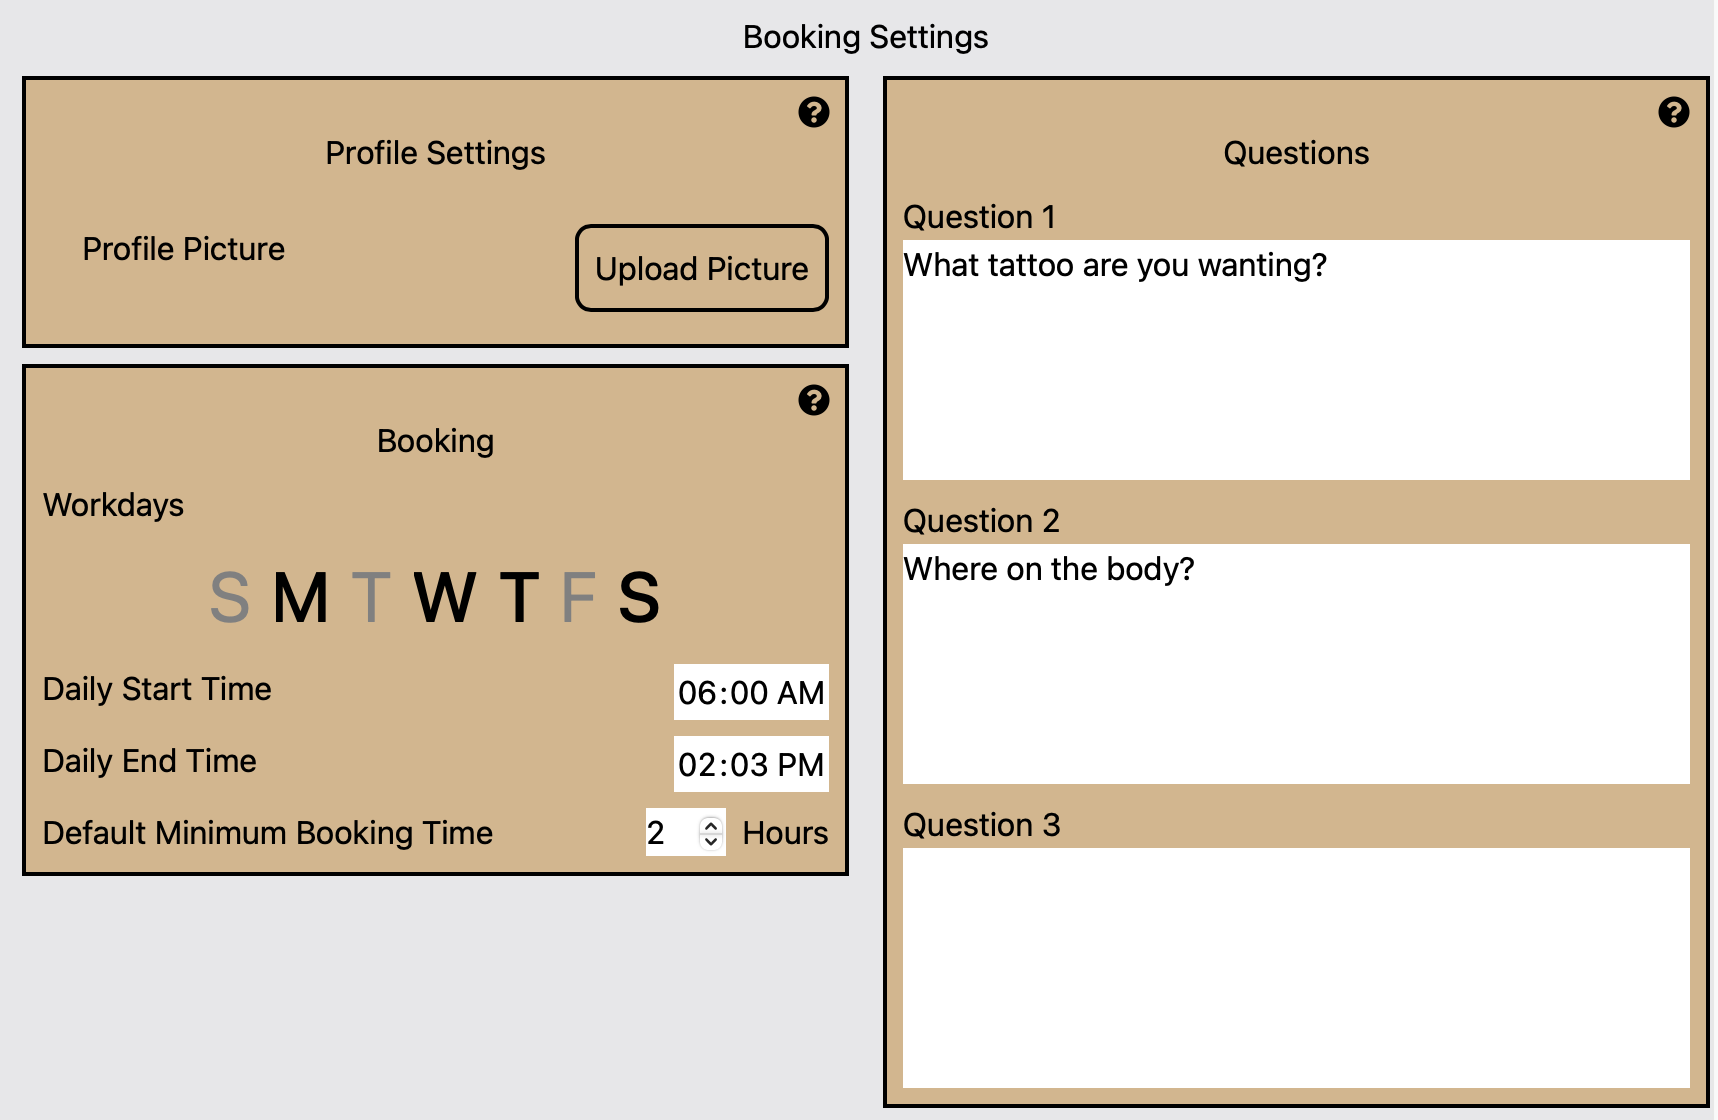 Booking Settings
?
Profile Settings
Profile Picture
Upload Picture
?
Booking
Workdays
S M T W T F S
Daily Start Time 06:00 AM
Daily End Time 02:03 PM
Default Minimum Booking Time 2 Hours
?
Questions
Question 1
What tattoo are you wanting?
Question 2
Where on the body?
Question 3